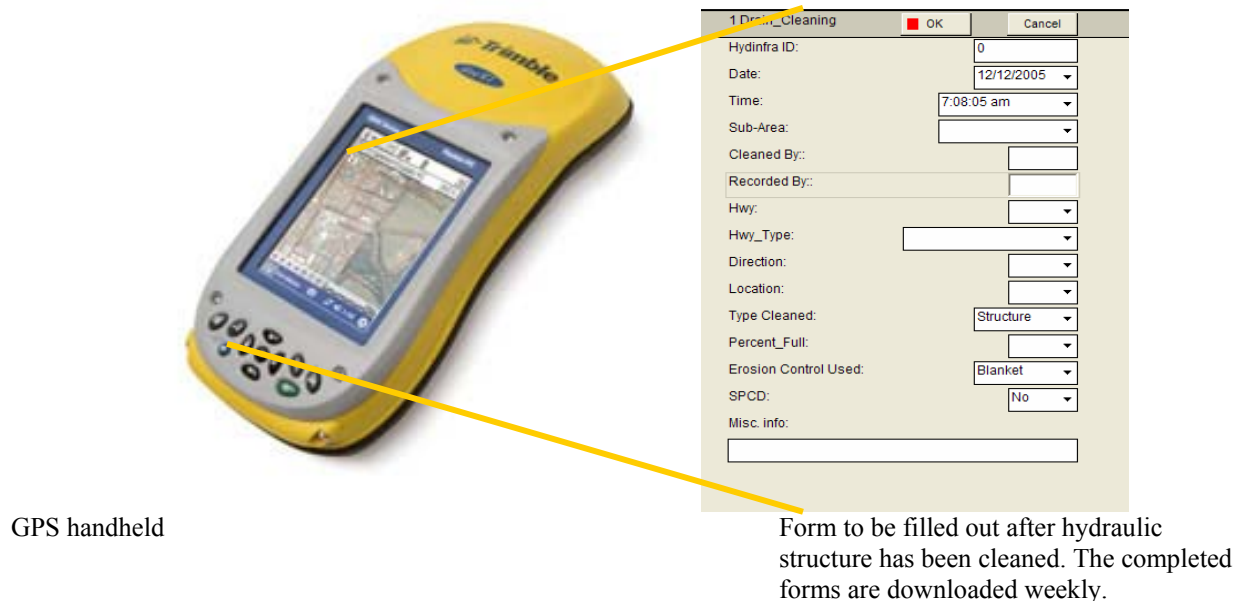 Trimble
1 Drain_Cleaning
OK
Cancel
Hydinfra ID:
0
Date:
12/12/2005
Time:
7:08:05 am
Sub-Area:
Cleaned By::
Recorded By::
Hwy:
Hwy_Type:
Direction:
Location:
Type Cleaned:
Structure
Percent_Full:
Erosion Control Used:
Blanket
SPCD:
No
Misc. info:
GPS handheld
Form to be filled out after hydraulic
structure has been cleaned. The completed
forms are downloaded weekly.